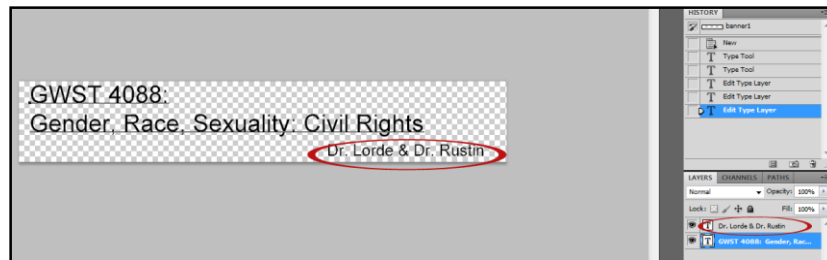 GWST 4088:
Gender, Race, Sexuality: Civil Rights
Dr. Lorde & Dr. Rustin
HISTORY
banner1
New
Type Tool
Type Tool
Edit Type Layer
Edit Type Layer
Edit Type Layer
LAYERS CHANNELS PATHS
Normal Opacity: 100%
Lock: Fill: 100%
T Dr. Lorde & Dr. Rustin
T GWST 4088: Gender, Rac...